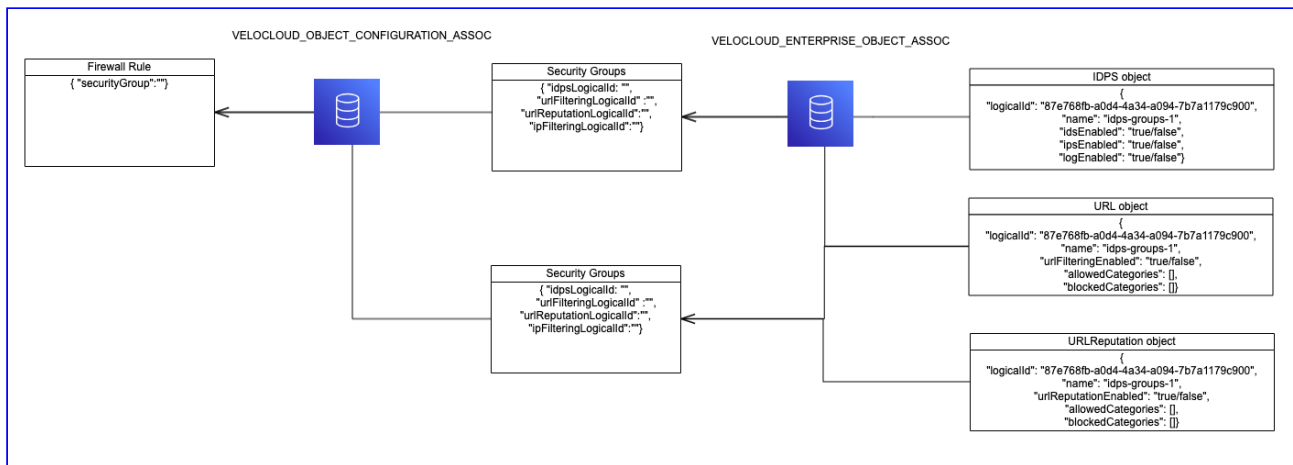 VELOCLOUD_OBJECT_CONFIGURATION_ASSOC
VELOCLOUD_ENTERPRISE_OBJECT_ASSOC
Firewall Rule
{ "securityGroup":""}
Security Groups
{ "idpsLogicalId: "",
"urlFilteringLogicalId" :"",
"urlReputationLogicalId":"",
"ipFilteringLogicalId":""}
IDPS object
{
"logicalId": "87e768fb-a0d4-4a34-a094-7b7a1179c900",
"name": "idps-groups-1",
"idsEnabled": "true/false",
"ipsEnabled": "true/false",
"logEnabled": "true/false"}
URL object
{
"logicalId": "87e768fb-a0d4-4a34-a094-7b7a1179c900",
"name": "idps-groups-1",
"urlFilteringEnabled": "true/false",
"allowedCategories": [],
"blockedCategories": []}
Security Groups
{ "idpsLogicalId: "",
"urlFilteringLogicalId" :"",
"urlReputationLogicalId":"",
"ipFilteringLogicalId":""}
URLReputation object
{
"logicalId": "87e768fb-a0d4-4a34-a094-7b7a1179c900",
"name": "idps-groups-1",
"urlReputationEnabled": "true/false",
"allowedCategories": [],
"blockedCategories": []}